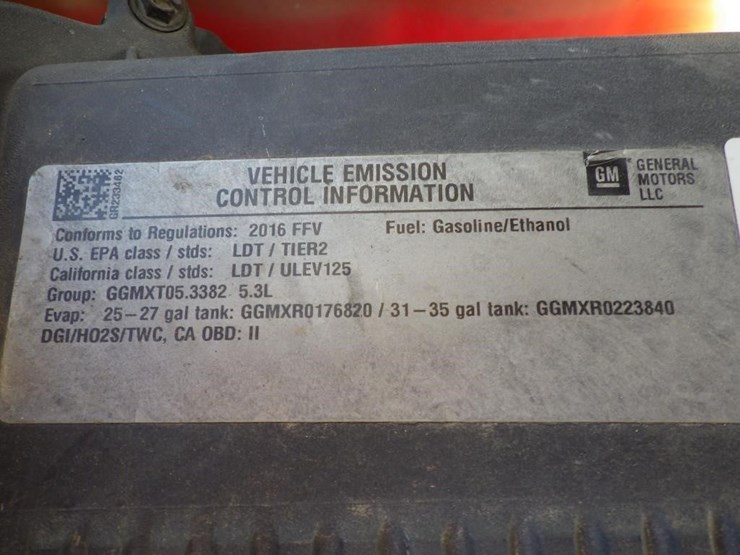 VEHICLE EMISSION
CONTROL INFORMATION
GM GENERAL
MOTORS
LLC
Conforms to Regulations: 2016 FFV Fuel: Gasoline/Ethanol
U.S. EPA class / stds: LDT / TIER2
California class / stds: LDT / ULEV125
Group: GGMXT05.3382 5.3L
Evap: 25-27 gal tank: GGMXR0176820 / 31-35 gal tank: GGMXR0223840
DGI/HO2S/TWC, CA OBD: II